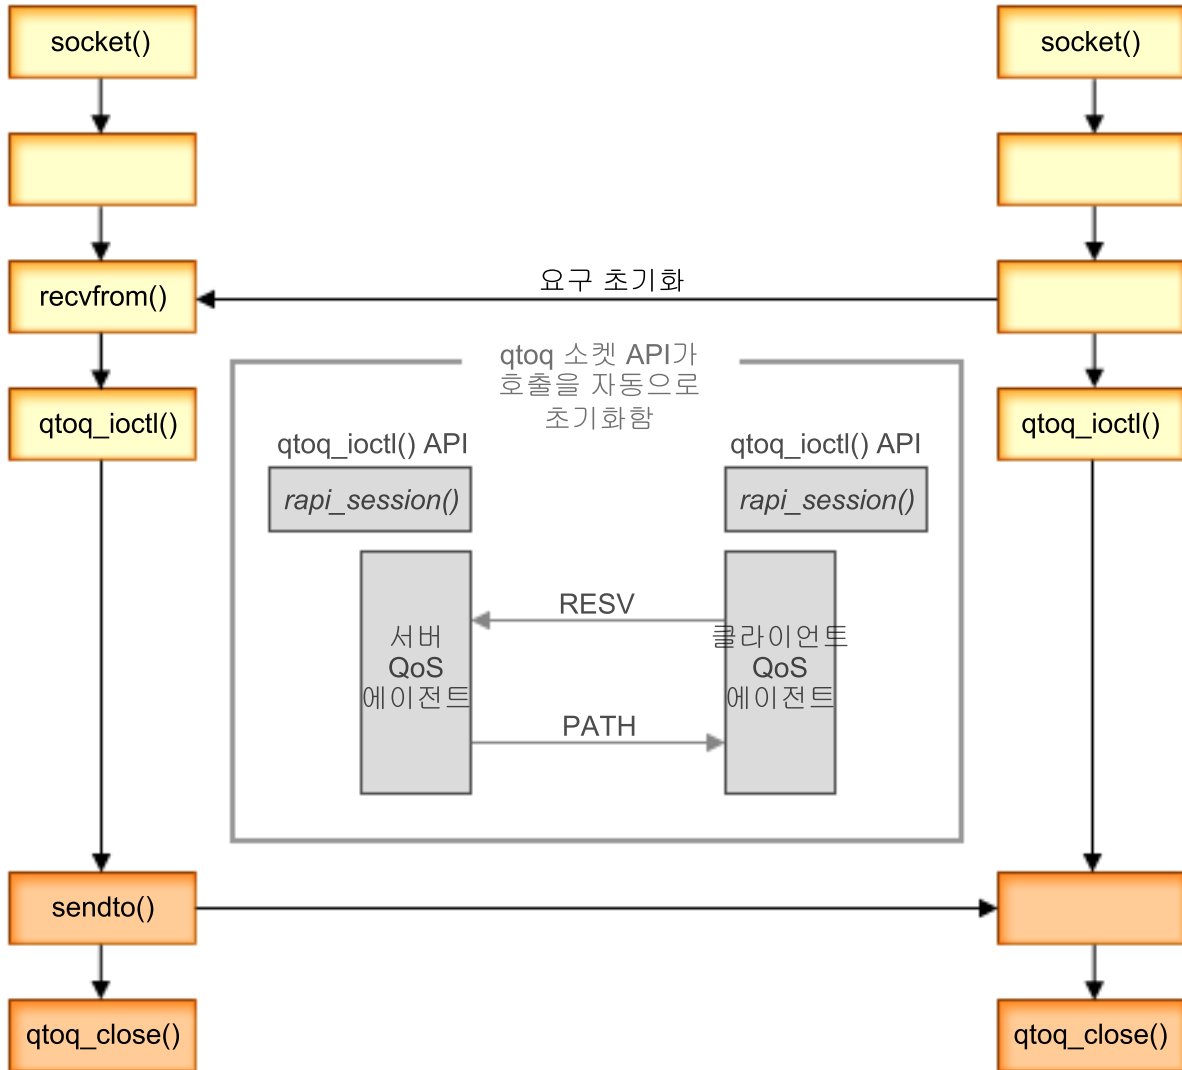 socket()
socket()
recvfrom()
요구 초기화
qtoq_ioctl()
qtoq 소켓 API가
호출을 자동으로
초기화함
qtoq_ioctl()
qtoq_ioctl() API
qtoq_ioctl() API
rapi_session()
rapi_session()
RESV
서버
QoS
에이전트
클라이언트
QoS
에이전트
PATH
sendto()
qtoq_close()
qtoq_close()